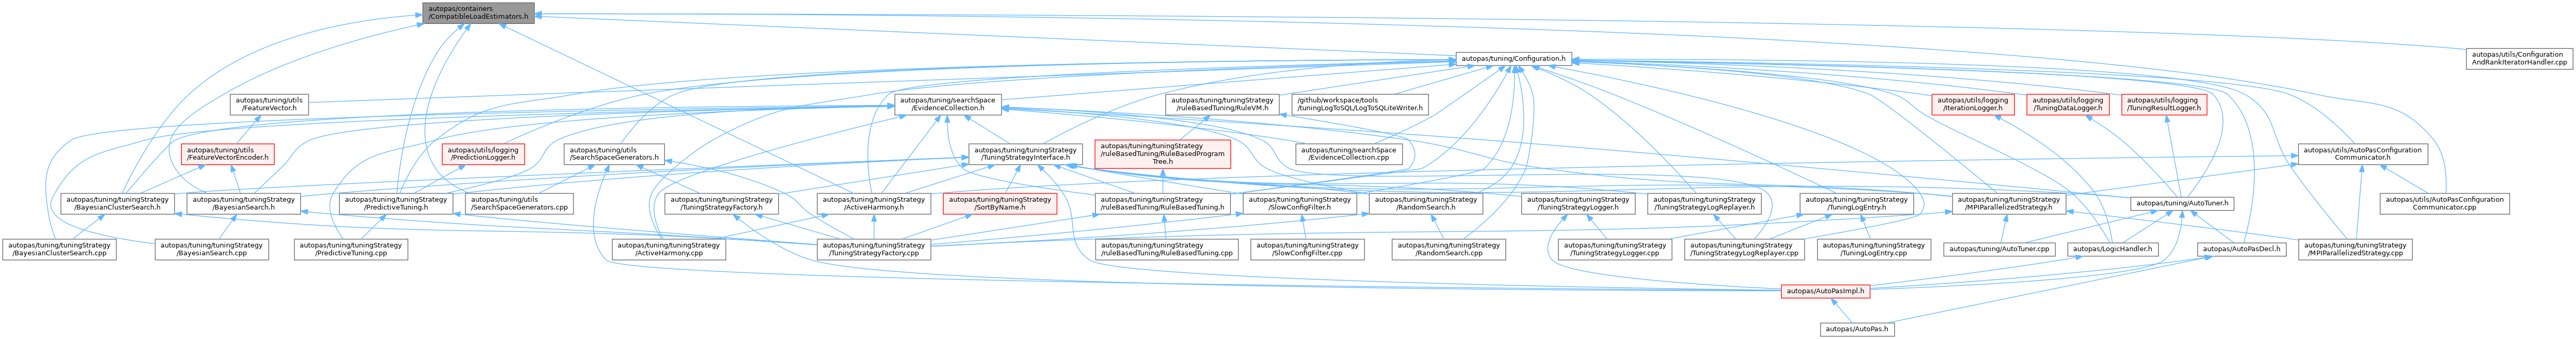 autopas/containers
/CompatibleLoadEstimators.h
autopas/utils/Configuration
AndRankIteratorHandler.cpp
autopas/tuning/Configuration.h
autopas/tuning/utils
/FeatureVector.h
autopas/tuning/searchSpace
/EvidenceCollection.h
autopas/tuning/tuningStrategy
/ruleBasedTuning/RuleVM.h
/github/workspace/tools
/tuningLogToSQL/LogToSQLiteWriter.h
autopas/utils/logging
/IterationLogger.h
autopas/utils/logging
/TuningDataLogger.h
autopas/utils/logging
/TuningResultLogger.h
autopas/tuning/utils
/FeatureVectorEncoder.h
autopas/utils/logging
/PredictionLogger.h
autopas/tuning/utils
/SearchSpaceGenerators.h
autopas/tuning/tuningStrategy
/TuningStrategyInterface.h
autopas/tuning/tuningStrategy
/ruleBasedTuning/RuleBasedProgram
Tree.h
autopas/tuning/searchSpace
/EvidenceCollection.cpp
autopas/utils/AutoPasConfiguration
Communicator.h
autopas/tuning/tuningStrategy
/BayesianClusterSearch.h
autopas/tuning/tuningStrategy
/BayesianSearch.h
autopas/tuning/tuningStrategy
/PredictiveTuning.h
autopas/tuning/utils
/SearchSpaceGenerators.cpp
autopas/tuning/tuningStrategy
/TuningStrategyFactory.h
autopas/tuning/tuningStrategy
/ActiveHarmony.h
autopas/tuning/tuningStrategy
/SortByName.h
autopas/tuning/tuningStrategy
/ruleBasedTuning/RuleBasedTuning.h
autopas/tuning/tuningStrategy
/SlowConfigFilter.h
autopas/tuning/tuningStrategy
/RandomSearch.h
autopas/tuning/tuningStrategy
/TuningStrategyLogger.h
autopas/tuning/tuningStrategy
/TuningStrategyLogReplayer.h
autopas/tuning/tuningStrategy
/TuningLogEntry.h
autopas/tuning/tuningStrategy
/MPIParallelizedStrategy.h
autopas/tuning/AutoTuner.h
autopas/utils/AutoPasConfiguration
Communicator.cpp
autopas/tuning/tuningStrategy
/BayesianClusterSearch.cpp
autopas/tuning/tuningStrategy
/BayesianSearch.cpp
autopas/tuning/tuningStrategy
/PredictiveTuning.cpp
autopas/tuning/tuningStrategy
/ActiveHarmony.cpp
autopas/tuning/tuningStrategy
/TuningStrategyFactory.cpp
autopas/tuning/tuningStrategy
/ruleBasedTuning/RuleBasedTuning.cpp
autopas/tuning/tuningStrategy
/SlowConfigFilter.cpp
autopas/tuning/tuningStrategy
/RandomSearch.cpp
autopas/tuning/tuningStrategy
/TuningStrategyLogger.cpp
autopas/tuning/tuningStrategy
/TuningStrategyLogReplayer.cpp
autopas/tuning/tuningStrategy
/TuningLogEntry.cpp
autopas/tuning/AutoTuner.cpp
autopas/LogicHandler.h
autopas/AutoPasDecl.h
autopas/tuning/tuningStrategy
/MPIParallelizedStrategy.cpp
autopas/AutoPasImpl.h
autopas/AutoPas.h